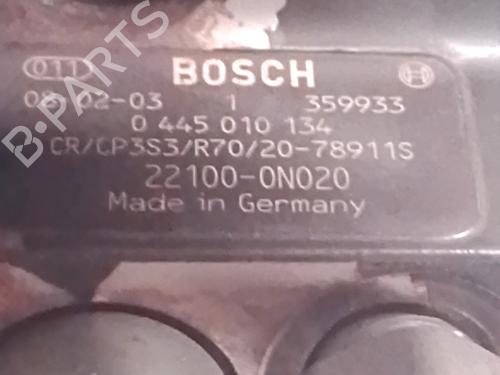 B-PARTS
011 BOSCH
08-02-03 1 359933
0 445 010 134
CR/CP3S3/R70/20-78911S
22100-0N020
Made in Germany